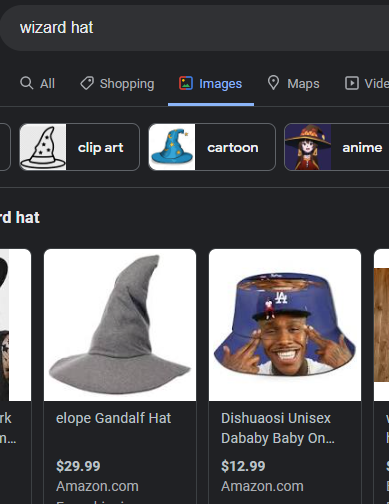 wizard hat
All
Shopping
Images
Maps
Vide
clip art
cartoon
anime
rd hat
LA
rk
m...
elope Gandalf Hat
$29.99
Amazon.com
Dishuaosi Unisex
Dababy Baby On...
$12.99
Amazon.com